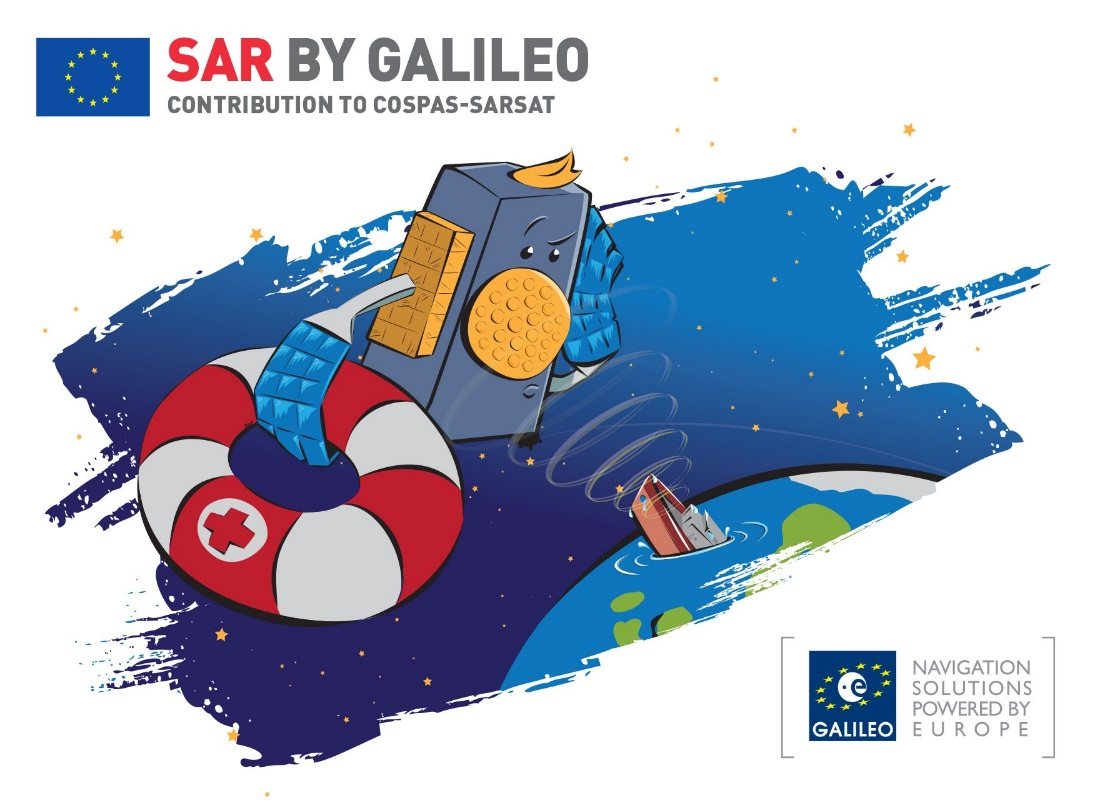 SAR BY GALILEO
CONTRIBUTION TO COSPAS-SARSAT
e
GALILEO
NAVIGATION
SOLUTIONS
POWERED BY
EUROPE